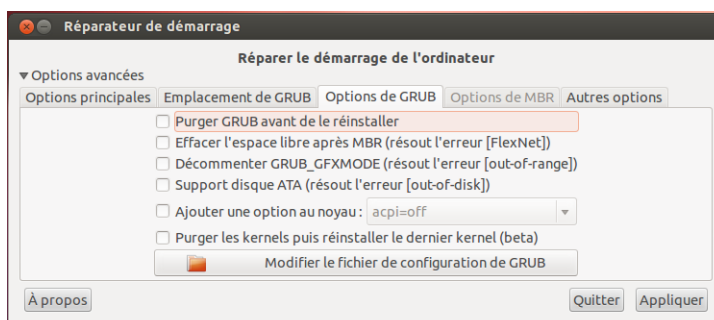 Réparateur de démarrage
Réparer le démarrage de l'ordinateur
Options avancées
Options principales Emplacement de GRUB Options de GRUB Options de MBR Autres options
Purger GRUB avant de le réinstaller
Effacer l'espace libre après MBR (résout l'erreur [FlexNet])
Décommenter GRUB_GFXMODE (résout l'erreur [out-of-range])
Support disque ATA (résout l'erreur [out-of-disk])
Ajouter une option au noyau : acpi=off
Purger les kernels puis réinstaller le dernier kernel (beta)
Modifier le fichier de configuration de GRUB
À propos Quitter Appliquer